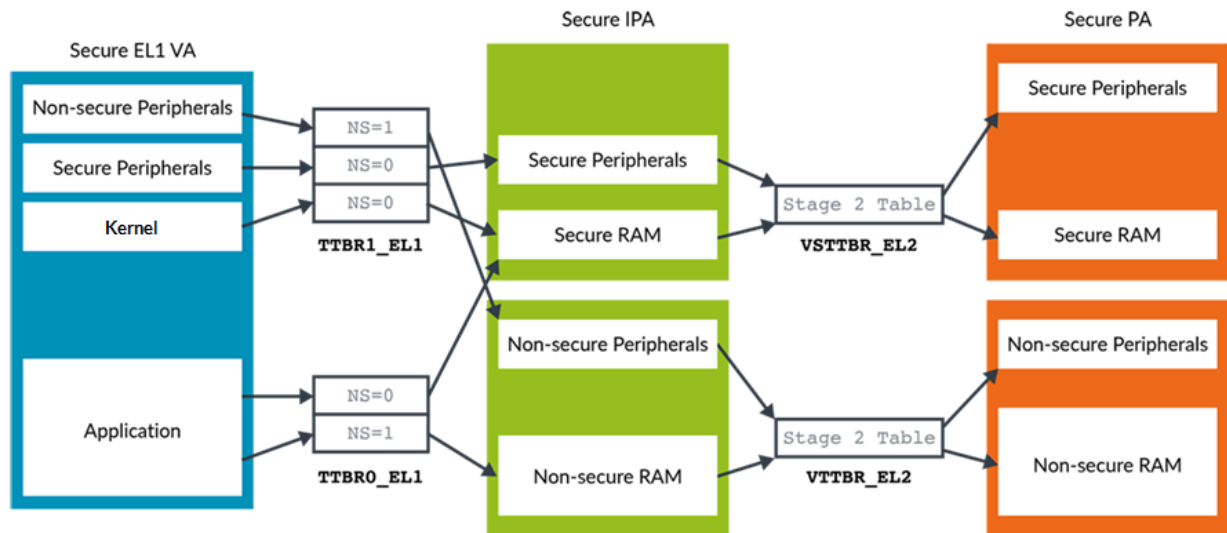 Secure EL1 VA
Non-secure Peripherals
Secure Peripherals
Kernel
Application
NS=1
NS=0
NS=0
TTBR1_EL1
NS=0
NS=1
TTBR0_EL1
Secure IPA
Secure Peripherals
Secure RAM
Non-secure Peripherals
Non-secure RAM
Stage 2 Table
VSTTBR_EL2
Stage 2 Table
VTTBR_EL2
Secure PA
Secure Peripherals
Secure RAM
Non-secure Peripherals
Non-secure RAM